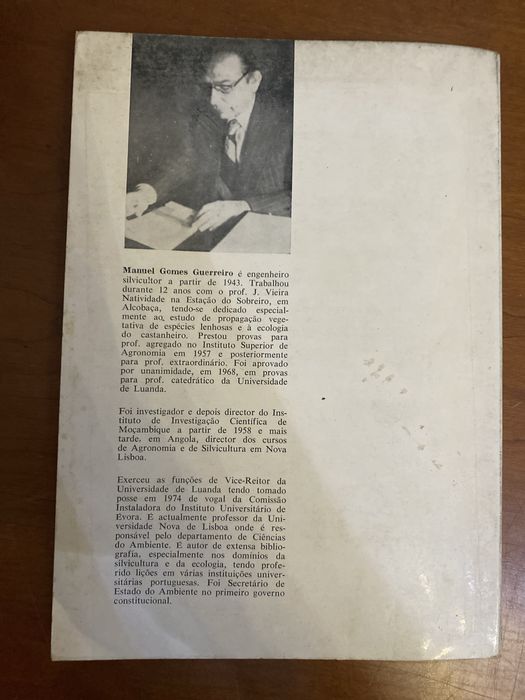 Manuel Gomes Guerreiro é engenheiro
silvicultor a partir de 1943. Trabalhou
durante 12 anos com o prof. J. Vieira
Natividade na Estação do Sobreiro, em
Alcobaça, tendo-se dedicado especial-
mente ao estudo de propagação vege-
tativa de espécies lenhosas e à ecologia
do castanheiro. Prestou provas para
prof. agregado no Instituto Superior de
Agronomia em 1957 e posteriormente
para prof. extraordinário. Foi aprovado
por unanimidade, em 1968, em provas
para prof. catedrático da Universidade
de Luanda.
Foi investigador e depois director do Ins-
tituto de Investigação Científica de
Moçambique a partir de 1958 e mais
tarde, em Angola, director dos cursos
de Agronomia e de Silvicultura em Nova
Lisboa.
Exerceu as funções de Vice-Reitor da
Universidade de Luanda tendo tomado
posse em 1974 de vogal da Comissão
Instaladora do Instituto Universitário de
Evora. E actualmente professor da Uni-
versidade Nova de Lisboa onde é res-
ponsável pelo departamento de Ciências
do Ambiente. E autor de extensa biblio-
grafia, especialmente nos domínios da
silvicultura e da ecologia, tendo profe-
rido lições em várias instituições univer-
sitárias portuguesas. Foi Secretário de
Estado do Ambiente no primeiro governo
constitucional.